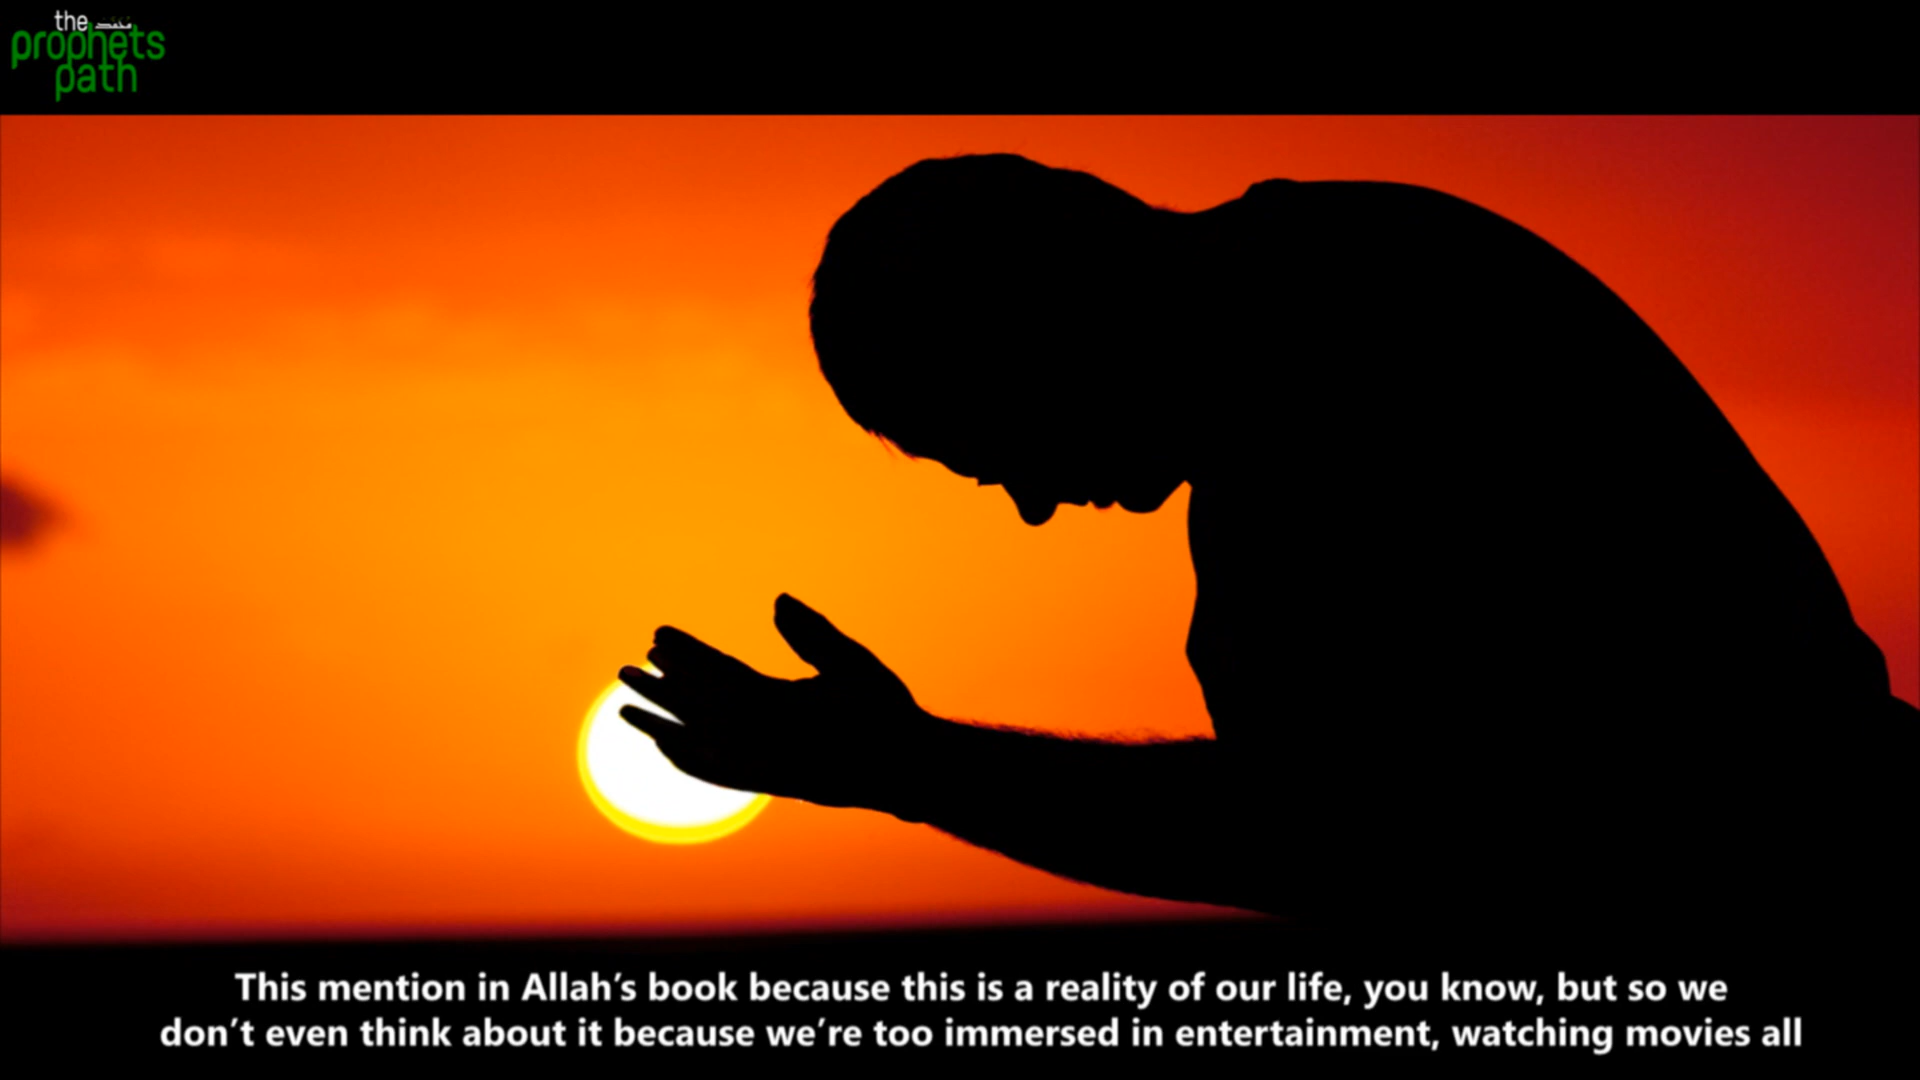 the محمد
prophets
path
This mention in Allah’s book because this is a reality of our life, you know, but so we
don’t even think about it because we’re too immersed in entertainment, watching movies all